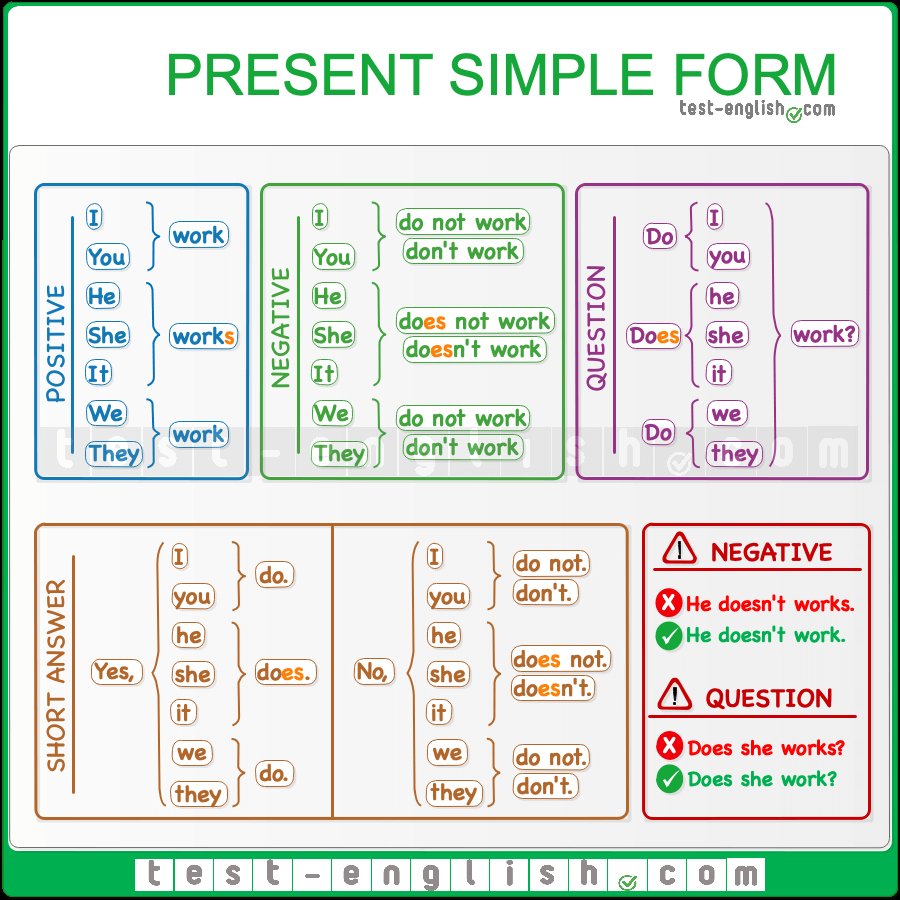 PRESENT SIMPLE FORM
test-english.com
POSITIVE
I
You
work
He
She
It
works
We
They
work
NEGATIVE
I
You
do not work
don't work
He
She
It
does not work
doesn't work
We
They
do not work
don't work
QUESTION
Do
I
you
Does
he
she
it
Do
we
they
work?
test-english.com
SHORT ANSWER
Yes,
I
you
do.
he
she
it
does.
we
they
do.
No,
I
you
do not.
don't.
he
she
it
does not.
doesn't.
we
they
do not.
don't.
! NEGATIVE
He doesn't works.
He doesn't work.
! QUESTION
Does she works?
Does she work?
test-english.com